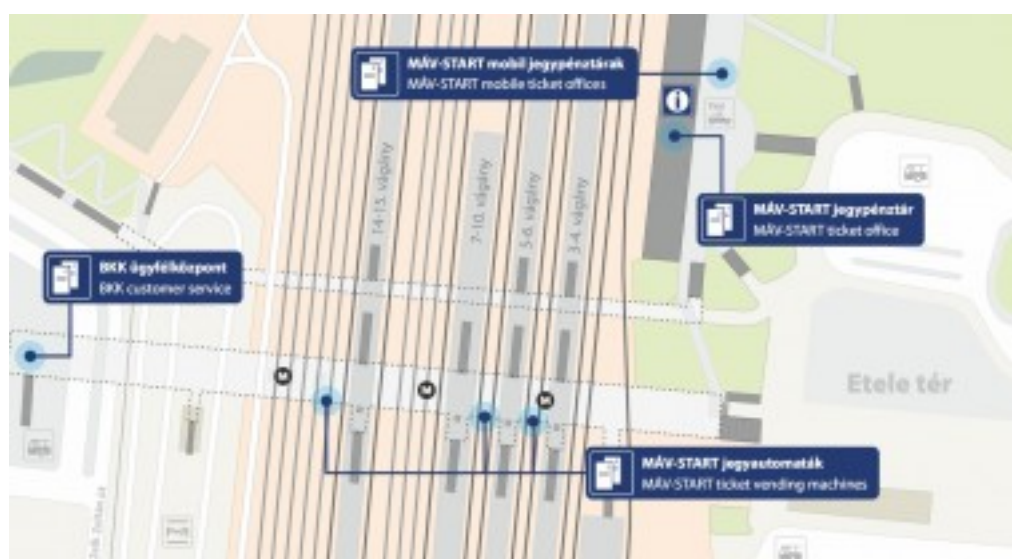 MÁV-START mobil jegypénztárak
MÁV-START mobile ticket offices
i
14-15. vágány
7-10. vágány
5-6. vágány
3-4. vágány
MÁV-START jegypénztár
MÁV-START ticket office
BKK ügyfélközpont
BKK customer service
M
M
M
Etele tér
MÁV-START jegyautomaták
MÁV-START ticket vending machines
P+R